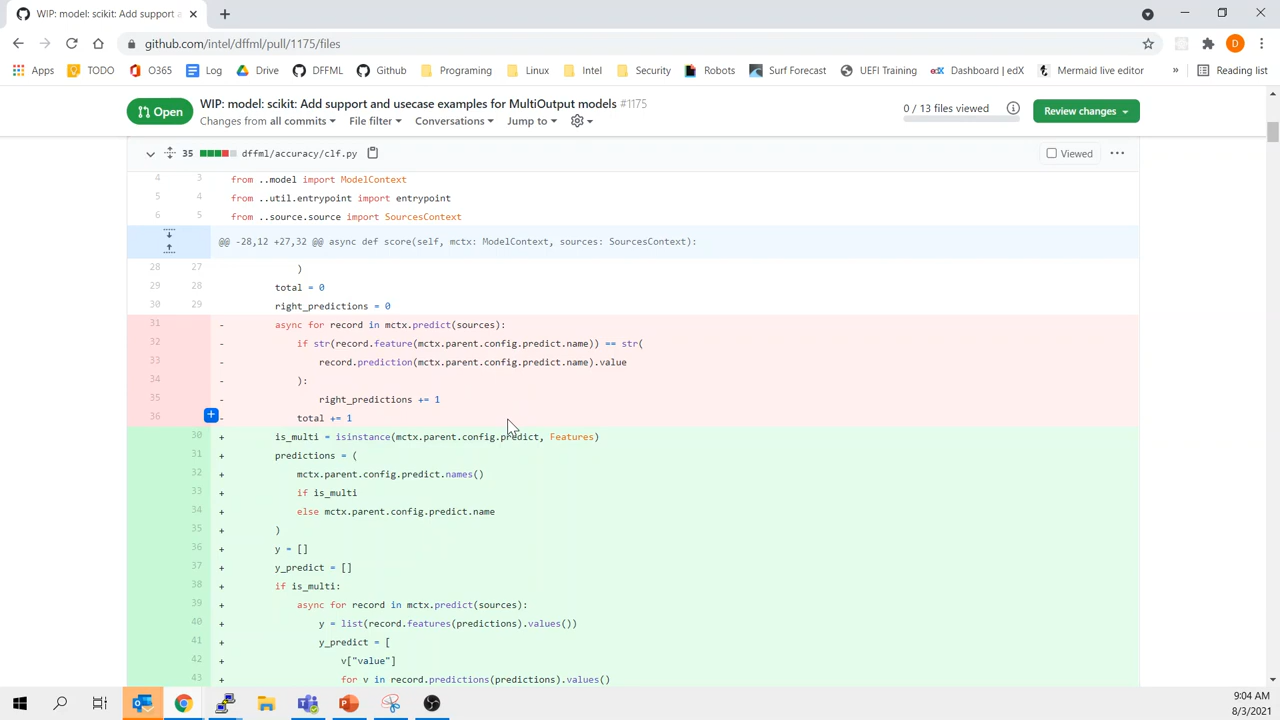 WIP: model: scikit: Add support a
github.com/intel/dffml/pull/1175/files
Apps TODO O365 Log Drive DFFML Github Programing Linux Intel Security Robots Surf Forecast UEFI Training Dashboard | edX Mermaid live editor » Reading list
Open
WIP: model: scikit: Add support and usecase examples for MultiOutput models #1175
Changes from all commits File filter Conversations Jump to
0 / 13 files viewed
Review changes
35 dffml/accuracy/clf.py
Viewed
4 3 from ..model import ModelContext
5 4 from ..util.entrypoint import entrypoint
6 5 from ..source.source import SourcesContext
@@ -28,12 +27,32 @@ async def score(self, mctx: ModelContext, sources: SourcesContext):
28 27 )
29 28 total = 0
30 29 right_predictions = 0
31 - async for record in mctx.predict(sources):
32 - if str(record.feature(mctx.parent.config.predict.name)) == str(
33 - record.prediction(mctx.parent.config.predict.name).value
34 - ):
35 - right_predictions += 1
36 - total += 1
30 + is_multi = isinstance(mctx.parent.config.predict, Features)
31 + predictions = (
32 + mctx.parent.config.predict.names()
33 + if is_multi
34 + else mctx.parent.config.predict.name
35 + )
36 + y = []
37 + y_predict = []
38 + if is_multi:
39 + async for record in mctx.predict(sources):
40 + y = list(record.features(predictions).values())
41 + y_predict = [
42 + v["value"]
43 + for v in record.predictions(predictions).values()
9:04 AM
8/3/2021